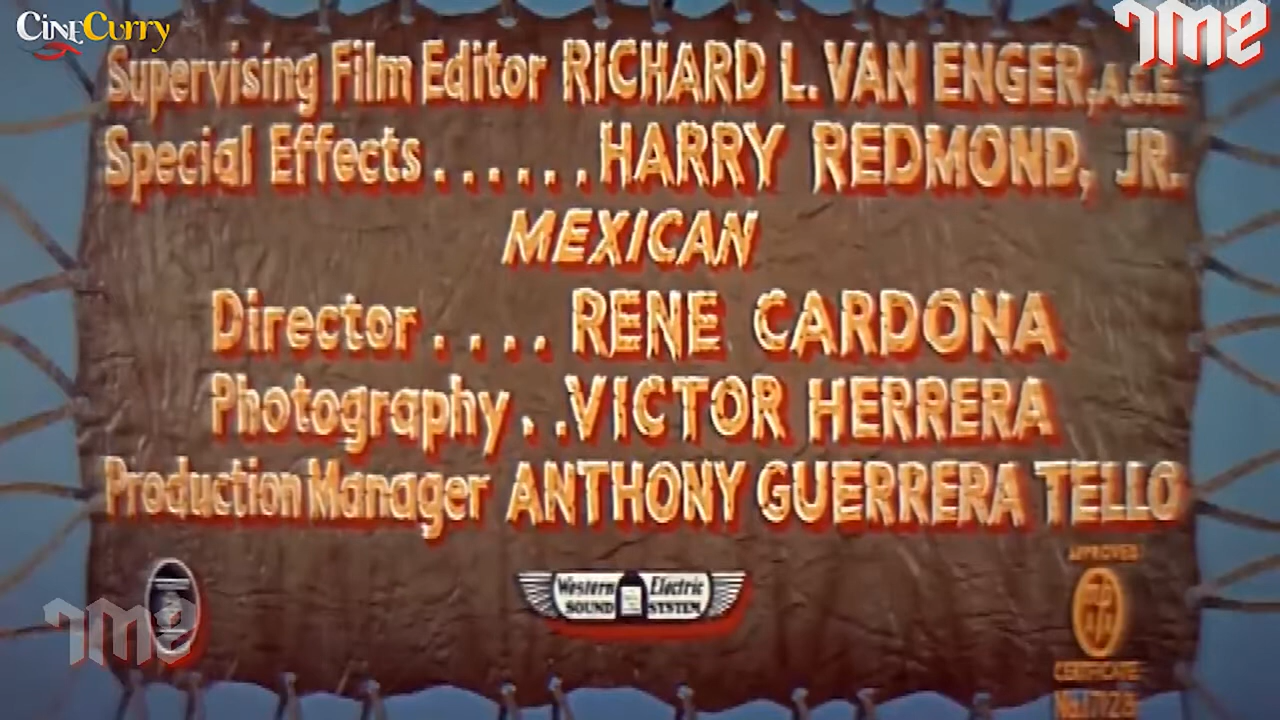 CINECURRY
Supervising Film Editor RICHARD L. VAN ENGER, A.C.E.
Special Effects ...... HARRY REDMOND, JR.
MEXICAN
Director .... RENE CARDONA
Photography .. VICTOR HERRERA
Production Manager ANTHONY GUERRERA TELLO
Western Electric
SOUND SYSTEM
APPROVED
CERTIFICATE